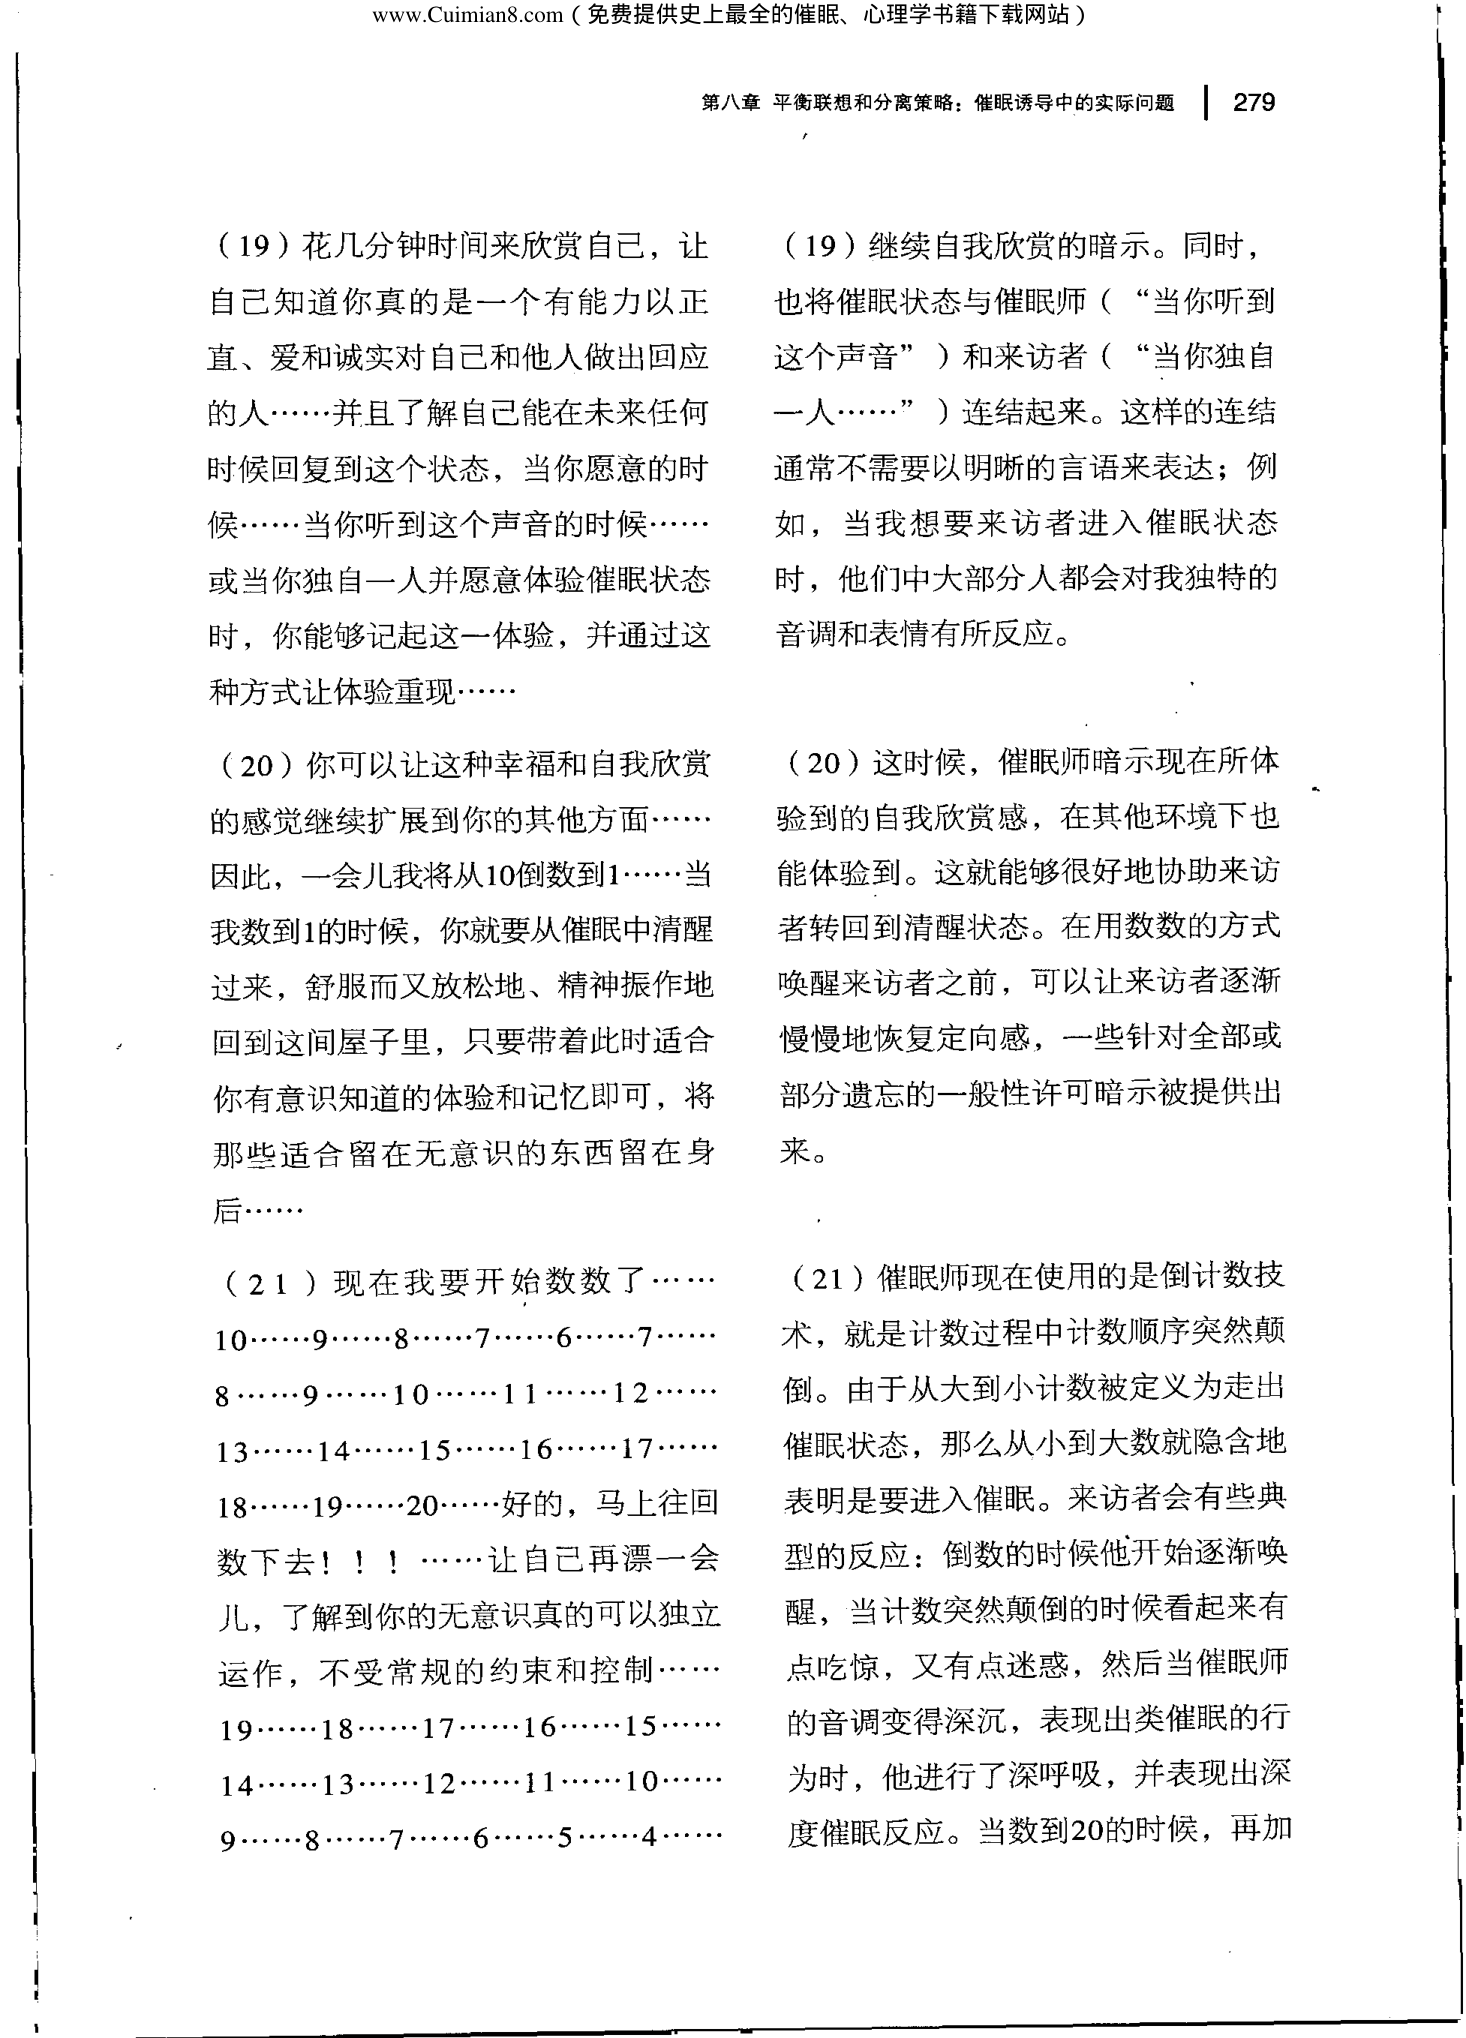 www.Cuimian8.com（免费提供史上最全的催眠、心理学书籍下载网站）
第八章 平衡联想和分离策略：催眠诱导中的实际问题 279
（19）花几分钟时间来欣赏自己，让
自己知道你真的是一个有能力以正
直、爱和诚实对自己和他人做出回应
的人……并且了解自己能在未来任何
时候回复到这个状态，当你愿意的时
候……当你听到这个声音的时候……
或当你独自一人并愿意体验催眠状态
时，你能够记起这一体验，并通过这
种方式让体验重现……
（19）继续自我欣赏的暗示。同时，
也将催眠状态与催眠师（“当你听到
这个声音”）和来访者（“当你独自
一人……”）连结起来。这样的连结
通常不需要以明晰的言语来表达；例
如，当我想要来访者进入催眠状态
时，他们中大部分人都会对我独特的
音调和表情有所反应。
（20）你可以让这种幸福和自我欣赏
的感觉继续扩展到你的其他方面……
因此，一会儿我将从10倒数到1……当
我数到1的时候，你就要从催眠中清醒
过来，舒服而又放松地、精神振作地
回到这间屋子里，只要带着此时适合
你有意识知道的体验和记忆即可，将
那些适合留在无意识的东西留在身
后……
（20）这时候，催眠师暗示现在所体
验到的自我欣赏感，在其他环境下也
能体验到。这就能够很好地协助来访
者转回到清醒状态。在用数数的方式
唤醒来访者之前，可以让来访者逐渐
慢慢地恢复定向感，一些针对全部或
部分遗忘的一般性许可暗示被提供出
来。
（21）现在我要开始数数了……
10……9……8……7……6……7……
8……9……10……11……12……
13……14……15……16……17……
18……19……20……好的，马上往回
数下去！！！……让自己再漂一会
儿，了解到你的无意识真的可以独立
运作，不受常规的约束和控制……
19……18……17……16……15……
14……13……12……11……10……
9……8……7……6……5……4……
（21）催眠师现在使用的是倒计数技
术，就是计数过程中计数顺序突然颠
倒。由于从大到小计数被定义为走出
催眠状态，那么从小到大数就隐含地
表明是要进入催眠。来访者会有些典
型的反应：倒数的时候他开始逐渐唤
醒，当计数突然颠倒的时候看起来有
点吃惊，又有点迷惑，然后当催眠师
的音调变得深沉，表现出类催眠的行
为时，他进行了深呼吸，并表现出深
度催眠反应。当数到20的时候，再加